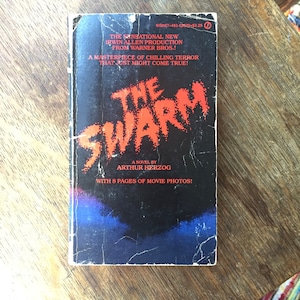 THE SENSATIONAL NEW
IRWIN ALLEN PRODUCTION
FROM WARNER BROS.!
A MASTERPIECE OF CHILLING TERROR
THAT JUST MIGHT COME TRUE!
THE
SWARM
A NOVEL BY
ARTHUR HERZOG
WITH 8 PAGES OF MOVIE PHOTOS!